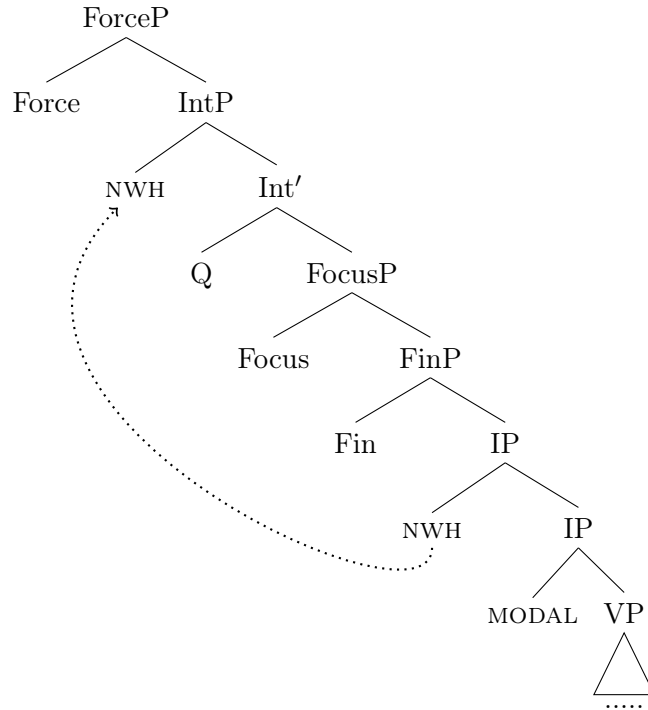 ForceP
Force IntP
NWH Int′
Q FocusP
Focus FinP
Fin IP
NWH IP
MODAL VP
.....